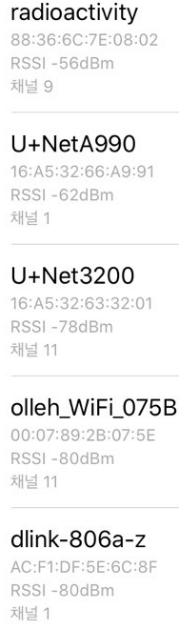 radioactivity
88:36:6C:7E:08:02
RSSI -56dBm
채널 9
U+NetA990
16:A5:32:66:A9:91
RSSI -62dBm
채널 1
U+Net3200
16:A5:32:63:32:01
RSSI -78dBm
채널 11
olleh_WiFi_075B
00:07:89:2B:07:5E
RSSI -80dBm
채널 11
dlink-806a-z
AC:F1:DF:5E:6C:8F
RSSI -80dBm
채널 1